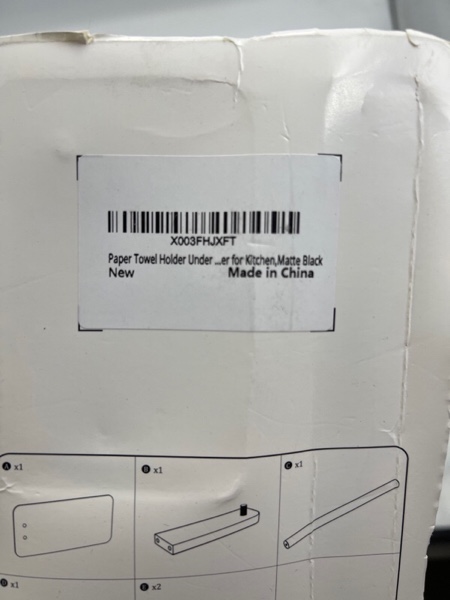 X003FHJXFT
Paper Towel Holder Under ...er for Kitchen,Matte Black
New Made in China
A x1 B x1 C x1
D x1 E x2